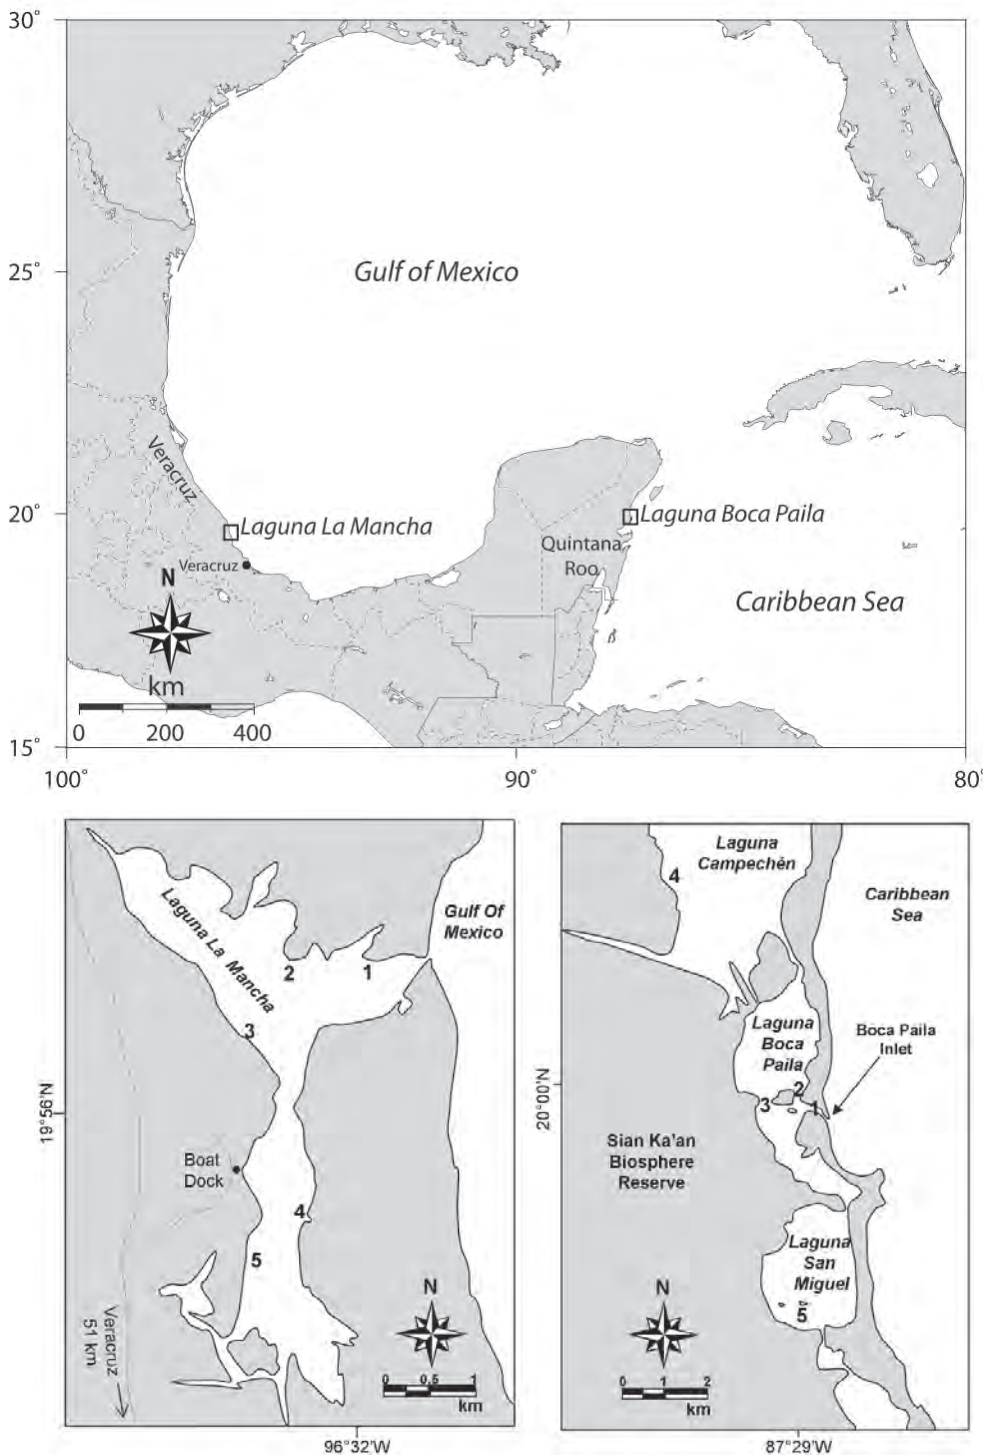 30°
25°
20°
15°
100°
90°
80°
Gulf of Mexico
Veracruz
Laguna La Mancha
Veracruz
Laguna Boca Paila
Quintana
Roo
Caribbean Sea
N
km
0 200 400
Laguna La Mancha
Gulf Of
Mexico
1
2
3
4
5
Boat
Dock
19°56'N
Veracruz
51 km
N
0 0.5 1
km
96°32'W
Laguna
Campechén
4
Caribbean
Sea
Laguna
Boca
Paila
Boca Paila
Inlet
2
1
3
20°00'N
Sian Ka'an
Biosphere
Reserve
Laguna
San
Miguel
5
N
0 1 2
km
87°29'W